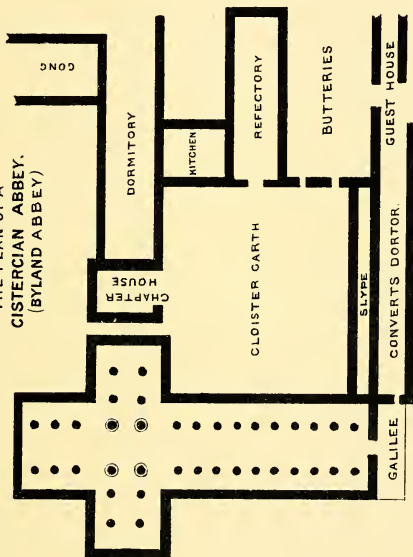 THE PLAN OF A
CISTERCIAN ABBEY.
(BYLAND ABBEY)
GONG
DORMITORY
KITCHEN
REFECTORY
BUTTERIES
GUEST HOUSE
CHAPTER
HOUSE
CLOISTER GARTH
SLYPE
CONVERTS DORTOR.
GALILEE